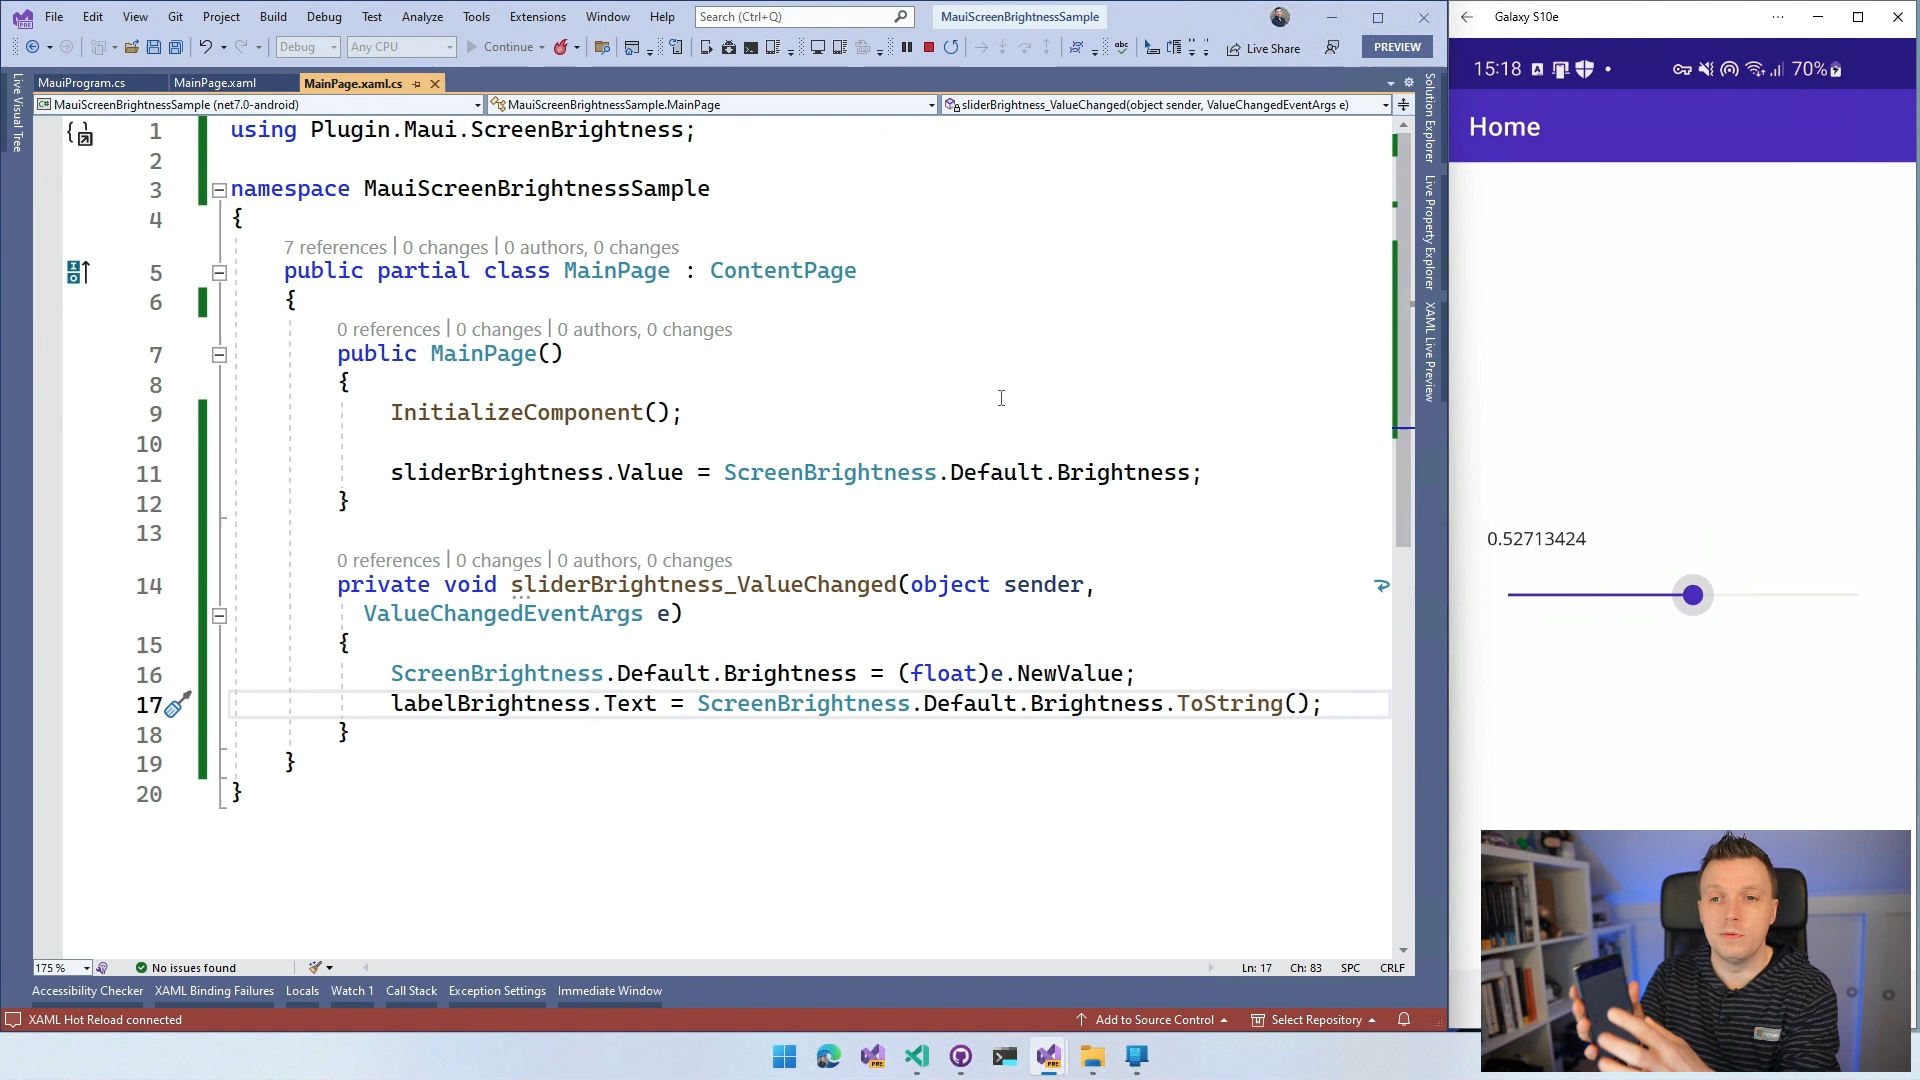 File Edit View Git Project Build Debug Test Analyze Tools Extensions Window Help Search (Ctrl+Q) MauiScreenBrightnessSample
Debug Any CPU Continue Live Share PREVIEW
MauiProgram.cs MainPage.xaml MainPage.xaml.cs
MauiScreenBrightnessSample (net7.0-android) MauiScreenBrightnessSample.MainPage sliderBrightness_ValueChanged(object sender, ValueChangedEventArgs e)
Live Visual Tree
1 using Plugin.Maui.ScreenBrightness;
2
3 namespace MauiScreenBrightnessSample
4 {
7 references | 0 changes | 0 authors, 0 changes
5 public partial class MainPage : ContentPage
6 {
0 references | 0 changes | 0 authors, 0 changes
7 public MainPage()
8 {
9 InitializeComponent();
10
11 sliderBrightness.Value = ScreenBrightness.Default.Brightness;
12 }
13
0 references | 0 changes | 0 authors, 0 changes
14 private void sliderBrightness_ValueChanged(object sender,
ValueChangedEventArgs e)
15 {
16 ScreenBrightness.Default.Brightness = (float)e.NewValue;
17 labelBrightness.Text = ScreenBrightness.Default.Brightness.ToString();
18 }
19 }
20 }
Solution Explorer
Live Property Explorer
XAML Live Preview
175 % No issues found Ln: 17 Ch: 83 SPC CRLF
Accessibility Checker XAML Binding Failures Locals Watch 1 Call Stack Exception Settings Immediate Window
XAML Hot Reload connected Add to Source Control Select Repository
Galaxy S10e
15:18 70%
Home
0.52713424